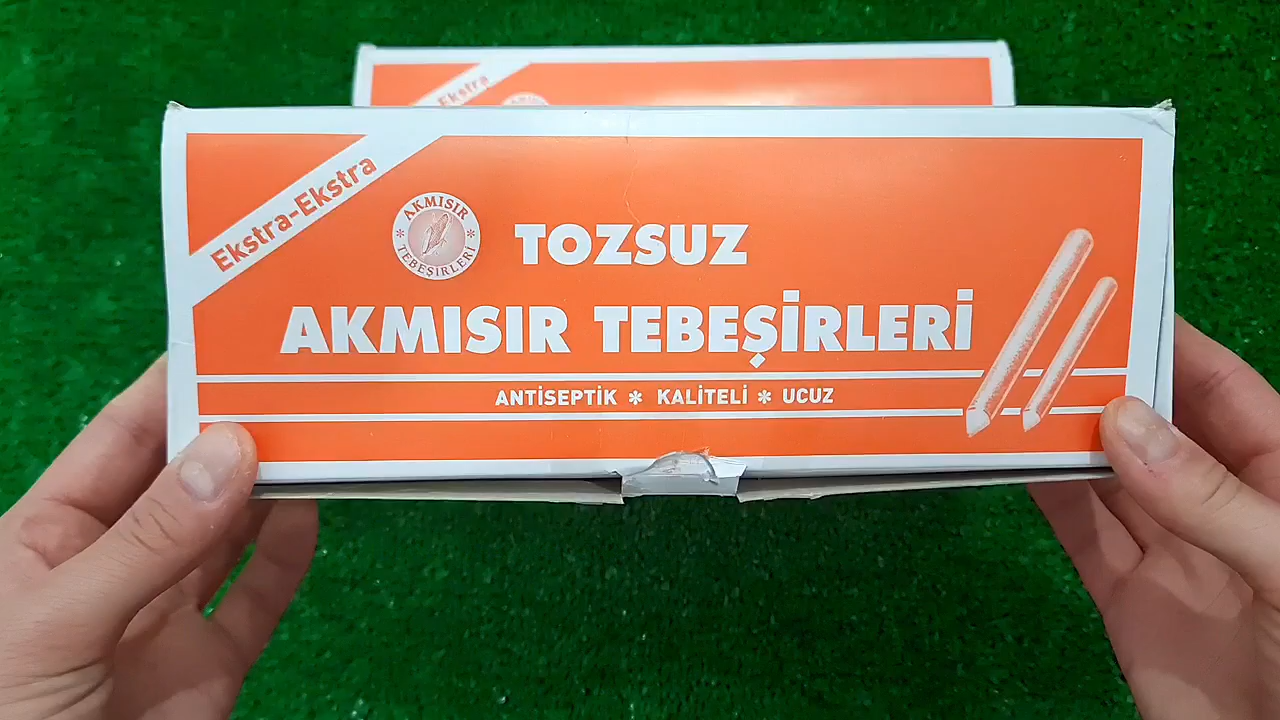 Ekstra
Ekstra-Ekstra
AKMISIR
TEBEŞİRLERİ
TOZSUZ
AKMISIR TEBEŞİRLERİ
ANTİSEPTİK * KALİTELİ * UCUZ